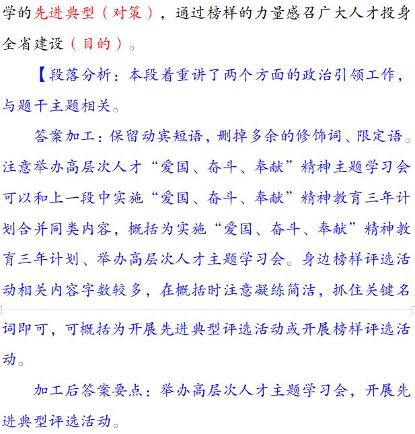 学的先进典型（对策），通过榜样的力量感召广大人才投身
全省建设（目的）。
【段落分析：本段着重讲了两个方面的政治引领工作，
与题干主题相关。
答案加工：保留动宾短语，删掉多余的修饰词、限定语。
注意举办高层次人才“爱国、奋斗、奉献”精神主题学习会
可以和上一段中实施“爱国、奋斗、奉献”精神教育三年计
划合并同类内容，概括为实施“爱国、奋斗、奉献”精神教
育三年计划、举办高层次人才主题学习会。身边榜样评选活
动相关内容字数较多，在概括时注意凝练简洁，抓住关键名
词即可，可概括为开展先进典型评选活动或开展榜样评选活
动。
加工后答案要点：举办高层次人才主题学习会，开展先
进典型评选活动。